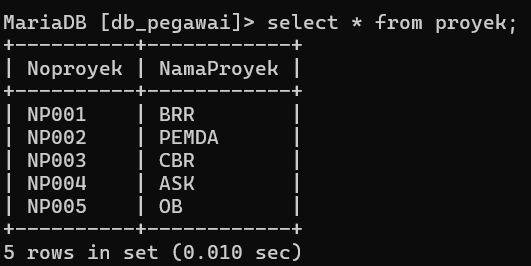 MariaDB [db_pegawai]> select * from proyek;
+----------+------------+
| Noproyek | NamaProyek |
+----------+------------+
| NP001    | BRR        |
| NP002    | PEMDA      |
| NP003    | CBR        |
| NP004    | ASK        |
| NP005    | OB         |
+----------+------------+
5 rows in set (0.010 sec)